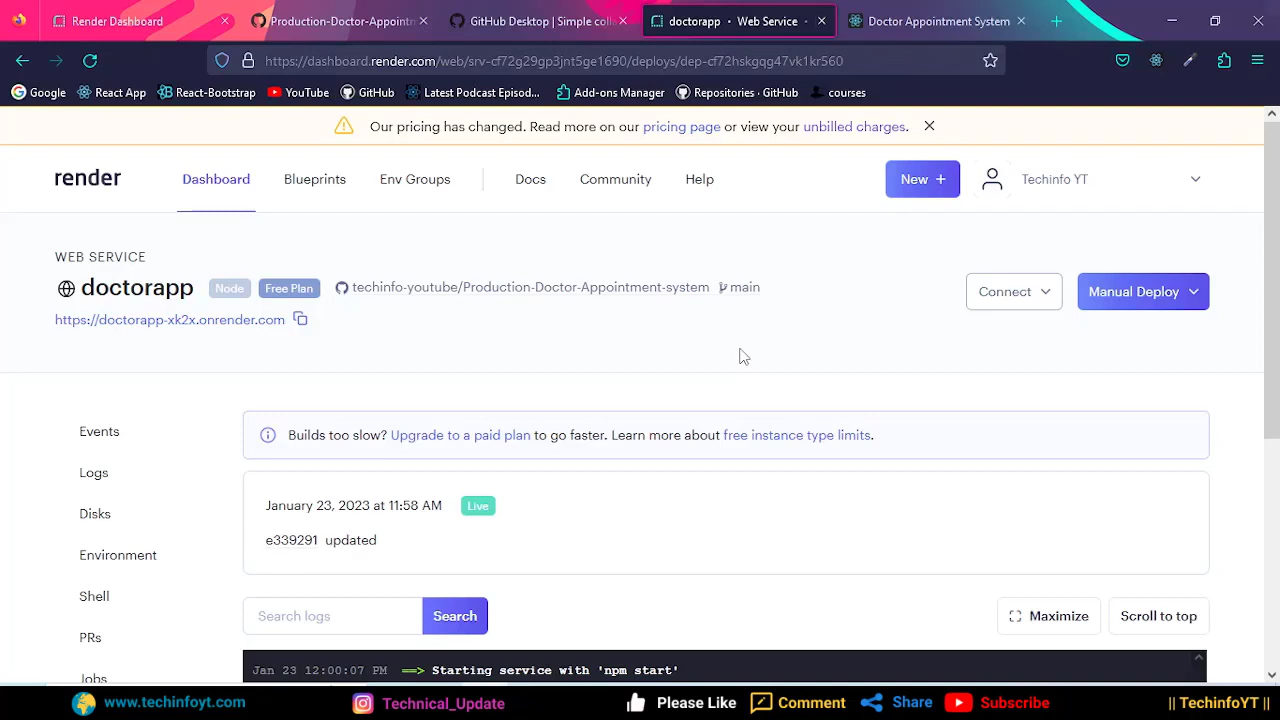 Render Dashboard
Production-Doctor-Appointm
GitHub Desktop | Simple colla
doctorapp · Web Service ·
Doctor Appointment System
https://dashboard.render.com/web/srv-cf72g29gp3jnt5ge1690/deploys/dep-cf72hskgqg47vk1kr560
Google React App React-Bootstrap YouTube GitHub Latest Podcast Episod... Add-ons Manager Repositories · GitHub courses
Our pricing has changed. Read more on our pricing page or view your unbilled charges.
render Dashboard Blueprints Env Groups Docs Community Help New + Techinfo YT
WEB SERVICE
doctorapp Node Free Plan techinfo-youtube/Production-Doctor-Appointment-system main
Connect Manual Deploy
https://doctorapp-xk2x.onrender.com
Events
Logs
Disks
Environment
Shell
PRs
Jobs
Builds too slow? Upgrade to a paid plan to go faster. Learn more about free instance type limits.
January 23, 2023 at 11:58 AM Live
e339291 updated
Search logs Search Maximize Scroll to top
Jan 23 12:00:07 PM ==> Starting service with 'npm start'
www.techinfoyt.com Technical_Update Please Like Comment Share Subscribe || TechinfoYT ||